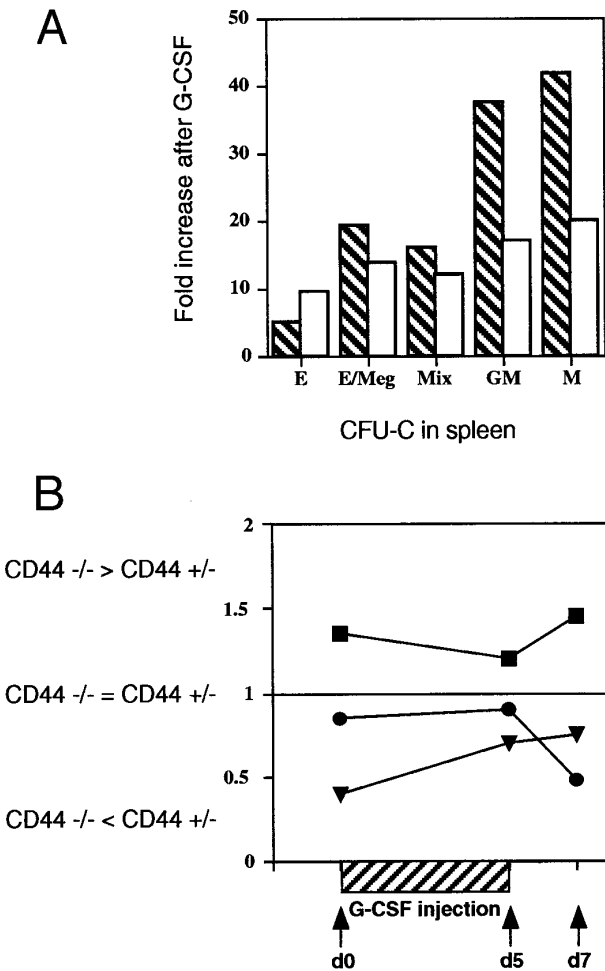 A
Fold increase after G-CSF
50
40
30
20
10
0
E E/Meg Mix GM M
CFU-C in spleen
B
CD44 -/- > CD44 +/-
CD44 -/- = CD44 +/-
CD44 -/- < CD44 +/-
2
1.5
1
0.5
0
G-CSF injection
d0 d5 d7